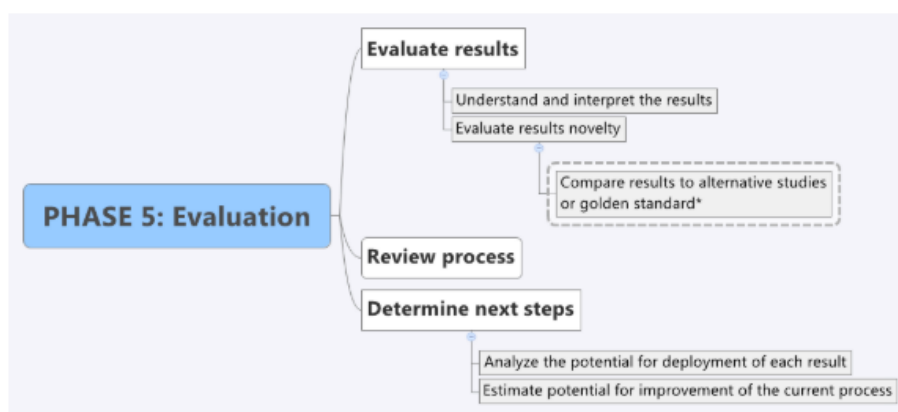 Evaluate results
Understand and interpret the results
Evaluate results novelty
Compare results to alternative studies
or golden standard*
PHASE 5: Evaluation
Review process
Determine next steps
Analyze the potential for deployment of each result
Estimate potential for improvement of the current process